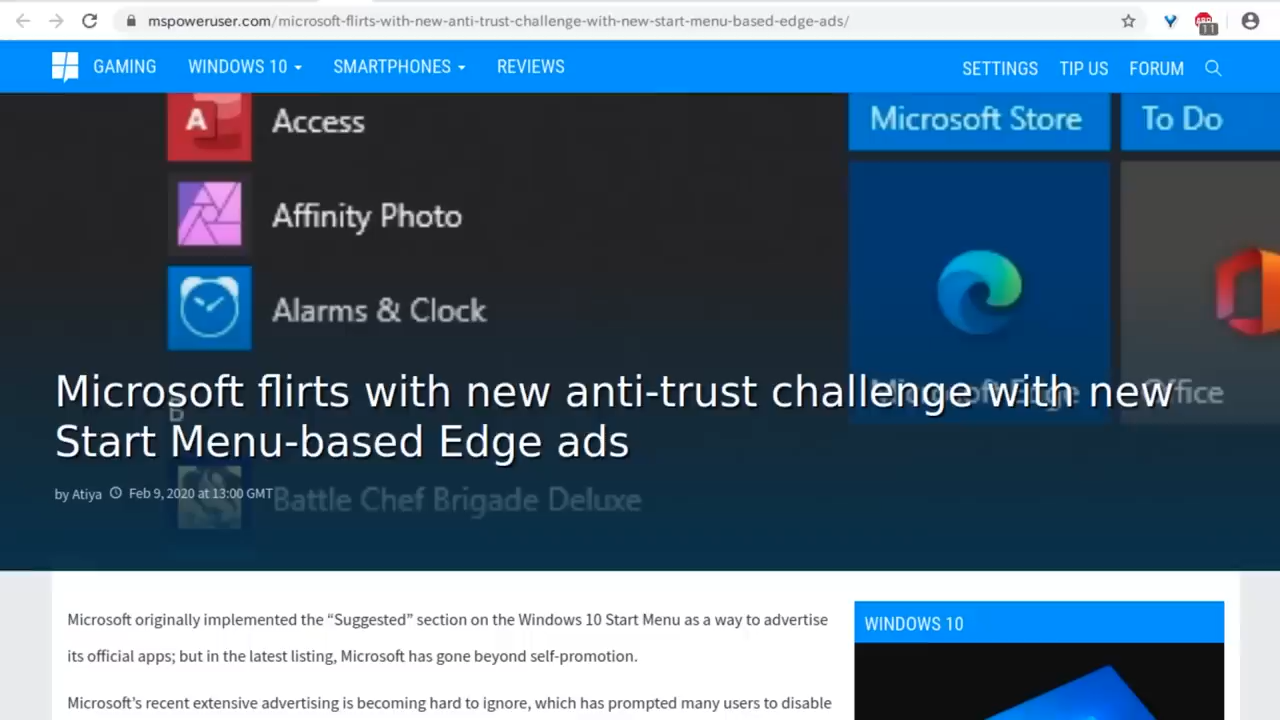 mspoweruser.com/microsoft-flirts-with-new-anti-trust-challenge-with-new-start-menu-based-edge-ads/
11
GAMING WINDOWS 10 SMARTPHONES REVIEWS SETTINGS TIP US FORUM
Access
Microsoft Store
To Do
Affinity Photo
Alarms & Clock
Microsoft Edge
Office
B
Microsoft flirts with new anti-trust challenge with new
Start Menu-based Edge ads
by Atiya Feb 9, 2020 at 13:00 GMT
Battle Chef Brigade Deluxe
Microsoft originally implemented the “Suggested” section on the Windows 10 Start Menu as a way to advertise
its official apps; but in the latest listing, Microsoft has gone beyond self-promotion.
Microsoft’s recent extensive advertising is becoming hard to ignore, which has prompted many users to disable
WINDOWS 10